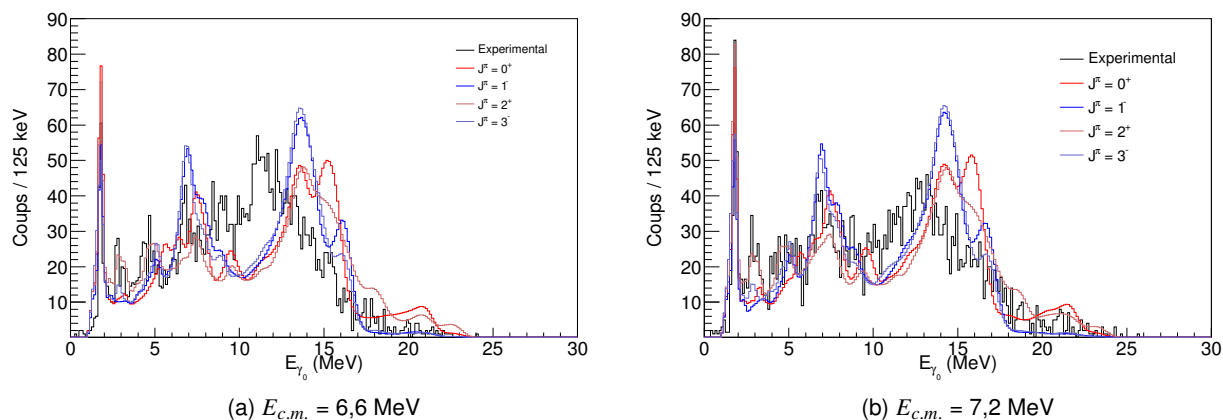 Coups / 125 keV
90
80
70
60
50
40
30
20
10
0 5 10 15 20 25 30
E_γ₀ (MeV)
Experimental
J^π = 0⁺
J^π = 1⁻
J^π = 2⁺
J^π = 3⁻
(a) E_c.m. = 6,6 MeV
Coups / 125 keV
90
80
70
60
50
40
30
20
10
0 5 10 15 20 25 30
E_γ₀ (MeV)
Experimental
J^π = 0⁺
J^π = 1⁻
J^π = 2⁺
J^π = 3⁻
(b) E_c.m. = 7,2 MeV